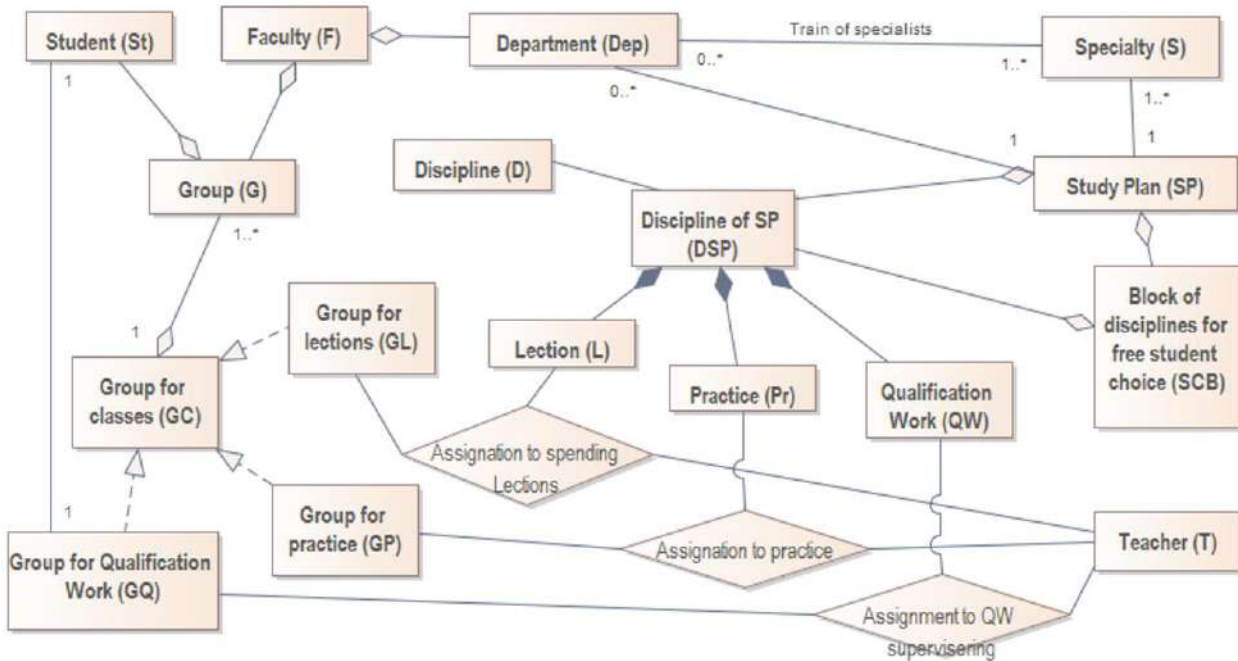 Student (St)
Faculty (F)
Department (Dep)
Train of specialists
Specialty (S)
1
0..*
1..*
0..*
1..*
1
1
Discipline (D)
Group (G)
Study Plan (SP)
Discipline of SP
(DSP)
1..*
Group for
lections (GL)
Block of
disciplines for
free student
choice (SCB)
1
Lection (L)
Group for
classes (GC)
Practice (Pr)
Qualification
Work (QW)
Assignation to spending
Lections
Group for
practice (GP)
1
Assignation to practice
Teacher (T)
Group for Qualification
Work (GQ)
Assignment to QW
supervisering